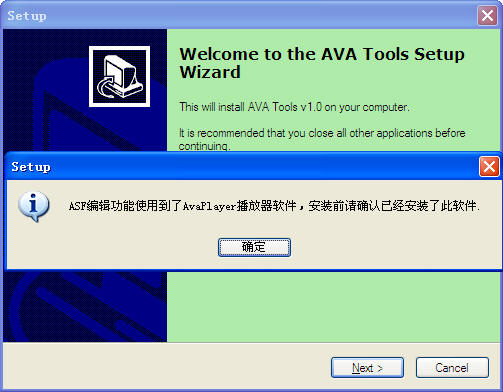 Setup
Welcome to the AVA Tools Setup
Wizard
This will install AVA Tools v1.0 on your computer.
It is recommended that you close all other applications before
continuing.
Setup
ASF编辑功能使用到了AvaPlayer播放器软件，安装前请确认已经安装了此软件.
确定
Next >
Cancel